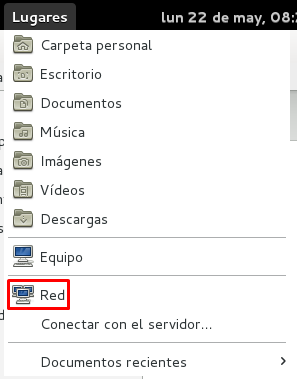 Lugares
lun 22 de may, 08:
Carpeta personal
Escritorio
Documentos
Música
Imágenes
Vídeos
Descargas
Equipo
Red
Conectar con el servidor...
Documentos recientes